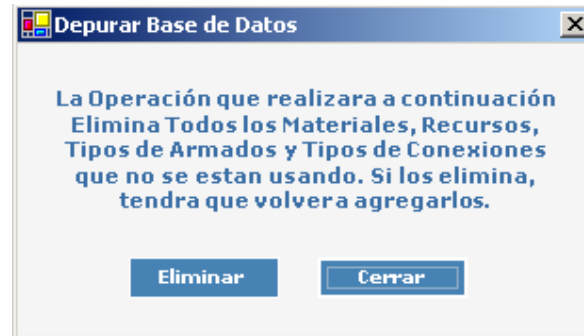 Depurar Base de Datos
La Operación que realizara a continuación
Elimina Todos los Materiales, Recursos,
Tipos de Armados y Tipos de Conexiones
que no se estan usando. Si los elimina,
tendra que volvera agregarlos.
Eliminar
Cerrar